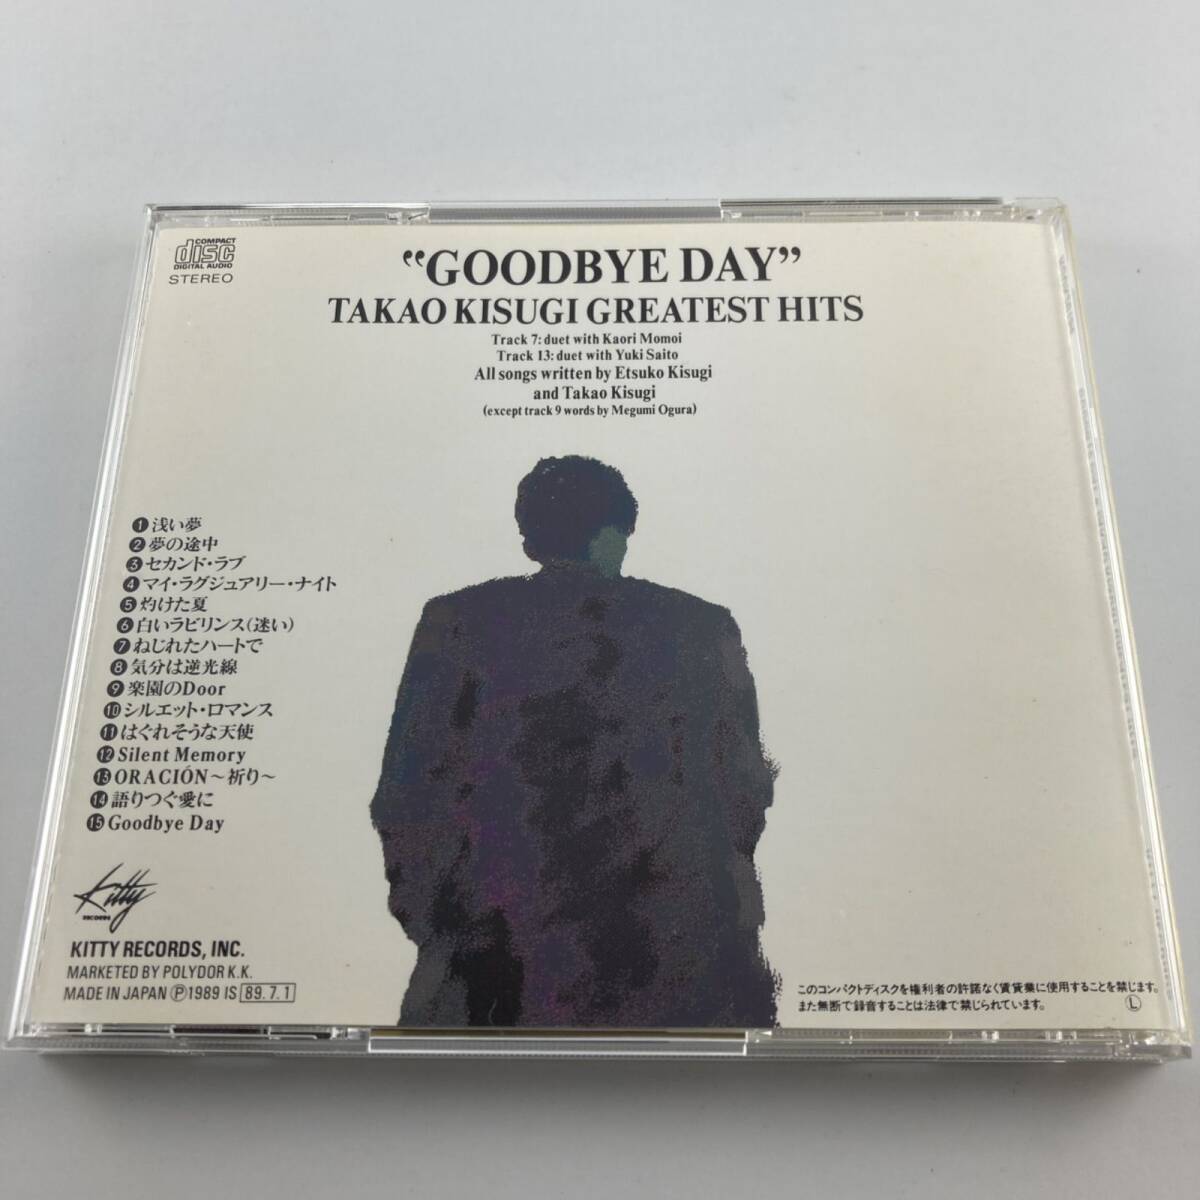 COMPACT
disc
DIGITAL AUDIO
STEREO
“GOODBYE DAY”
TAKAO KISUGI GREATEST HITS
Track 7: duet with Kaori Momoi
Track 13: duet with Yuki Saito
All songs written by Etsuko Kisugi
and Takao Kisugi
(except track 9 words by Megumi Ogura)
❶浅い夢
❷夢の途中
❸セカンド・ラブ
❹マイ・ラグジュアリー・ナイト
❺灼けた夏
❻白いラビリンス(迷い)
❼ねじれたハートで
❽気分は逆光線
❾楽園のDoor
❿シルエット・ロマンス
⓫はぐれそうな天使
⓬Silent Memory
⓭ORACIÓN〜祈り〜
⓮語りつぐ愛に
⓯Goodbye Day
Kitty
RECORDS
KITTY RECORDS, INC.
MARKETED BY POLYDOR K.K.
MADE IN JAPAN Ⓟ1989 IS 89.7.1
このコンパクトディスクを権利者の許諾なく賃貸業に使用することを禁じます。
また無断で録音することは法律で禁じられています。 Ⓛ